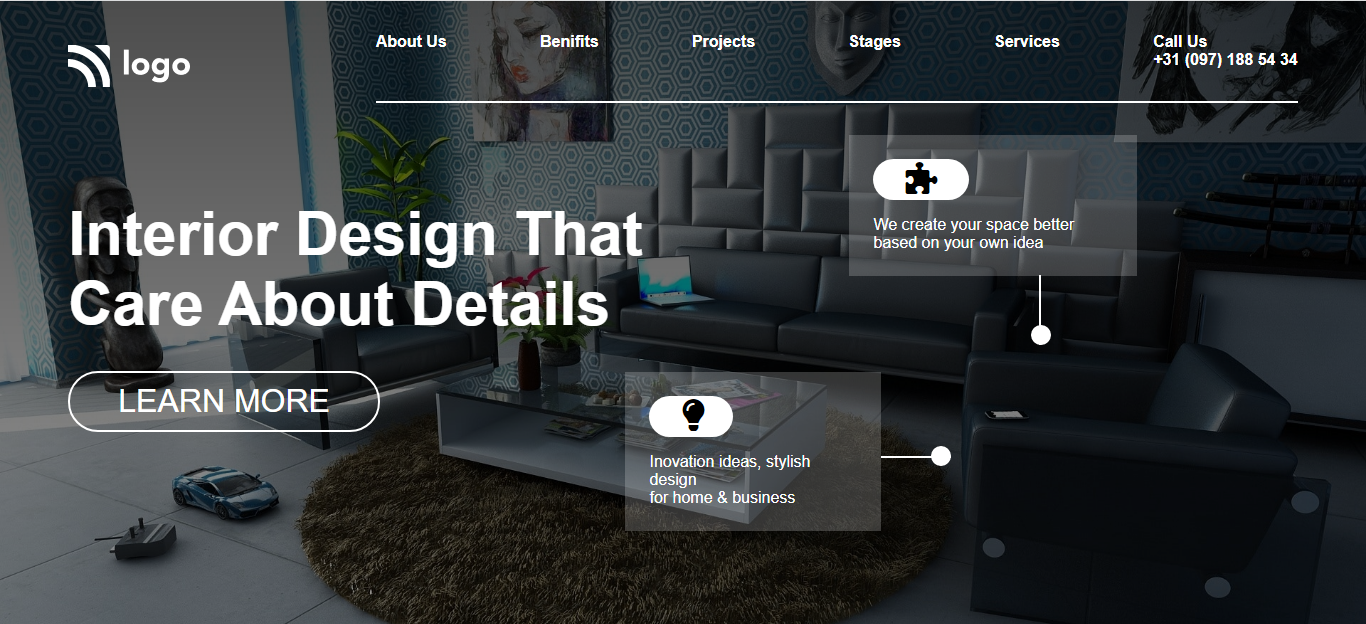 logo
About Us
Benifits
Projects
Stages
Services
Call Us
+31 (097) 188 54 34
Interior Design That
Care About Details
LEARN MORE
We create your space better
based on your own idea
Inovation ideas, stylish
design
for home & business